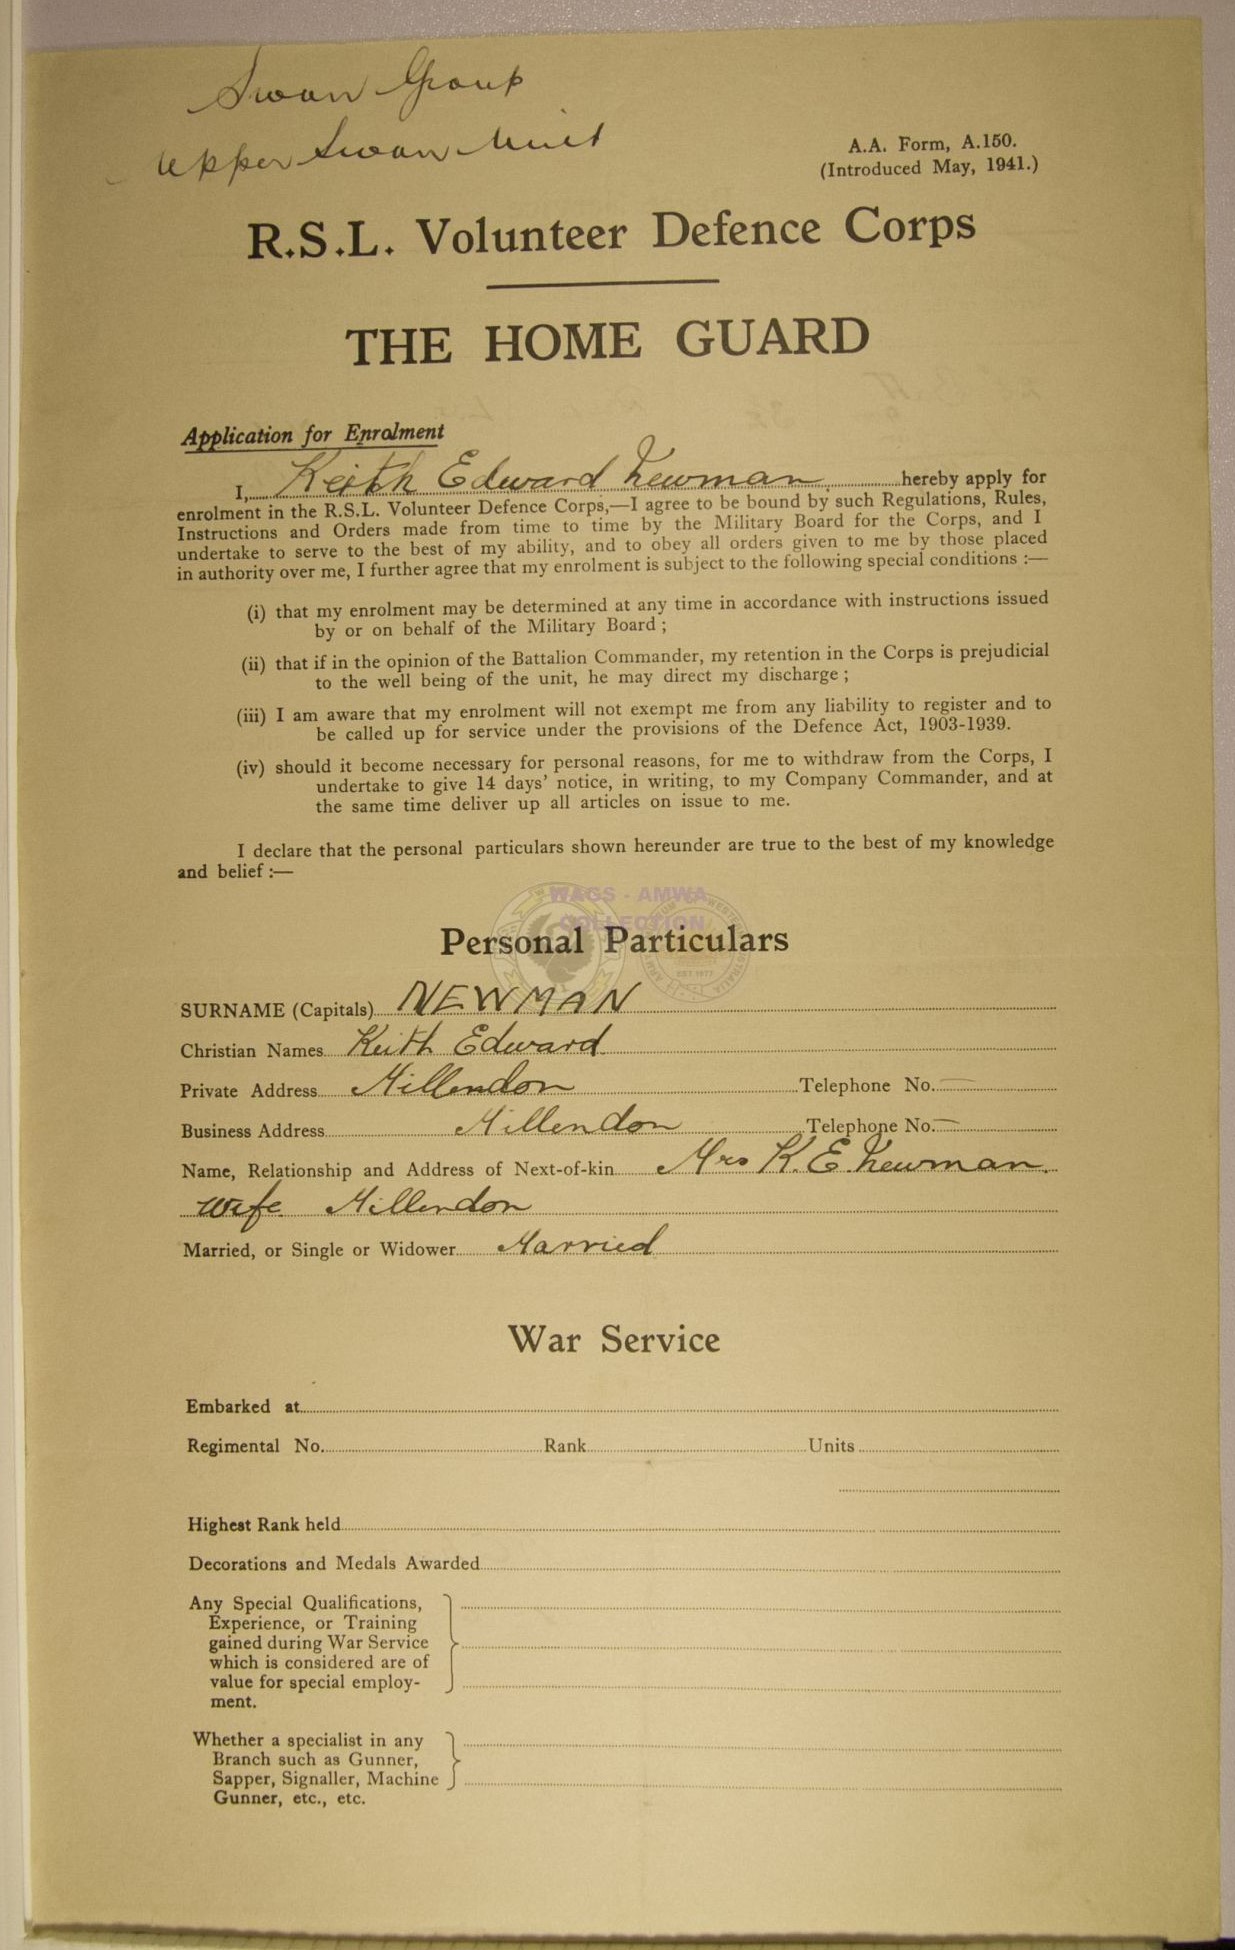 Swan Group
Upper Swan Unit
A.A. Form, A.150.
(Introduced May, 1941.)
R.S.L. Volunteer Defence Corps
THE HOME GUARD
Application for Enrolment
I, Keith Edward Newman hereby apply for
enrolment in the R.S.L. Volunteer Defence Corps,—I agree to be bound by such Regulations, Rules,
Instructions and Orders made from time to time by the Military Board for the Corps, and I
undertake to serve to the best of my ability, and to obey all orders given to me by those placed
in authority over me, I further agree that my enrolment is subject to the following special conditions :—
(i) that my enrolment may be determined at any time in accordance with instructions issued
by or on behalf of the Military Board ;
(ii) that if in the opinion of the Battalion Commander, my retention in the Corps is prejudicial
to the well being of the unit, he may direct my discharge ;
(iii) I am aware that my enrolment will not exempt me from any liability to register and to
be called up for service under the provisions of the Defence Act, 1903-1939.
(iv) should it become necessary for personal reasons, for me to withdraw from the Corps, I
undertake to give 14 days' notice, in writing, to my Company Commander, and at
the same time deliver up all articles on issue to me.
I declare that the personal particulars shown hereunder are true to the best of my knowledge
and belief :—
WAGS - AMWA
COLLECTION
Personal Particulars
SURNAME (Capitals) NEWMAN
Christian Names Keith Edward
Private Address Millendon Telephone No. —
Business Address Millendon Telephone No. —
Name, Relationship and Address of Next-of-kin Mrs K. E. Newman.
wife Millendon
Married, or Single or Widower Married
War Service
Embarked at
Regimental No. Rank Units
Highest Rank held
Decorations and Medals Awarded
Any Special Qualifications,
Experience, or Training
gained during War Service
which is considered are of
value for special employ-
ment.
Whether a specialist in any
Branch such as Gunner,
Sapper, Signaller, Machine
Gunner, etc., etc.